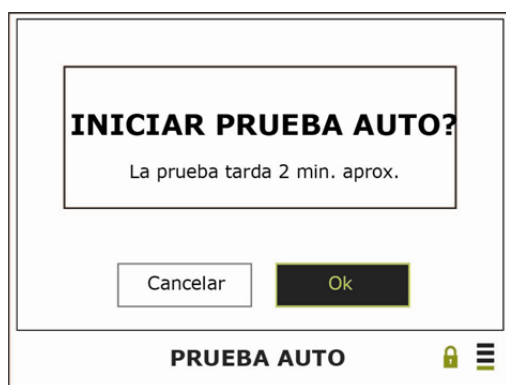 INICIAR PRUEBA AUTO?
La prueba tarda 2 min. aprox.
Cancelar Ok
PRUEBA AUTO